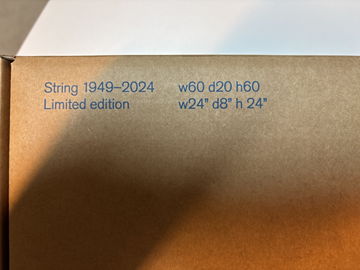 String 1949–2024 w60 d20 h60
Limited edition w24" d8" h 24"